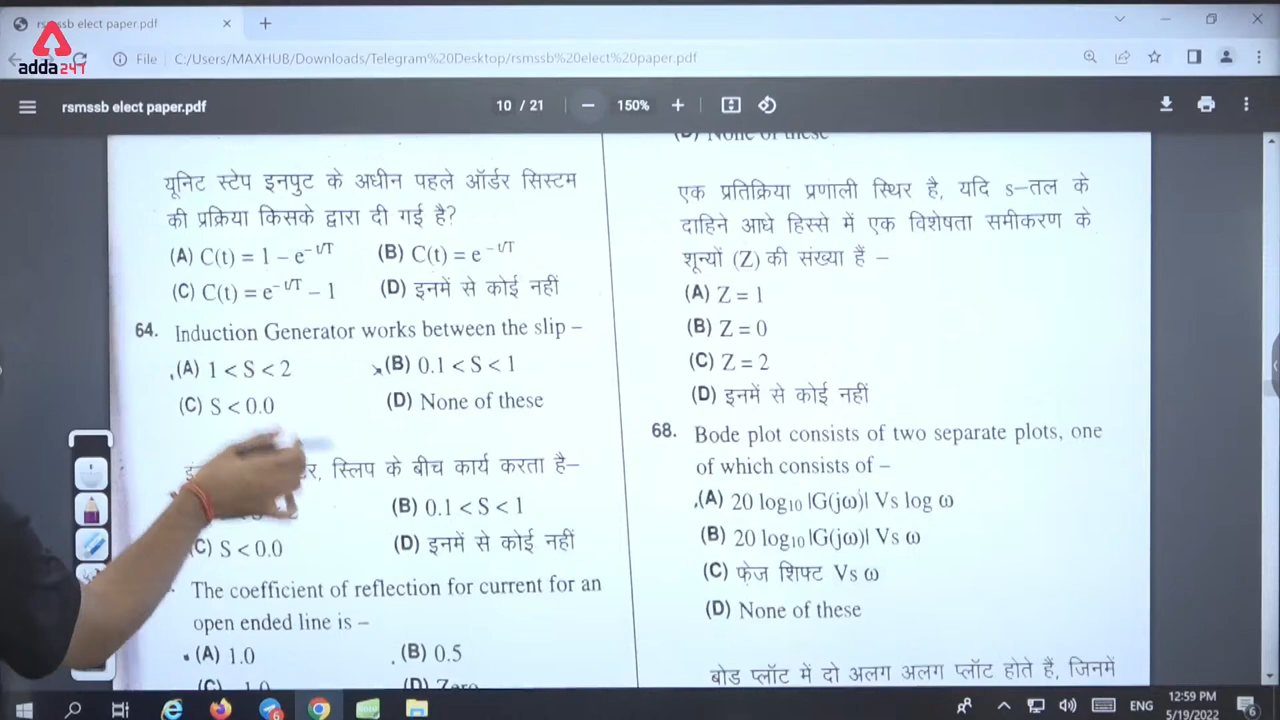 rsmssb elect paper.pdf
adda247
File
C:/Users/MAXHUB/Downloads/Telegram%20Desktop/rsmssb%20elect%20paper.pdf
rsmssb elect paper.pdf
10 / 21
150%
यूनिट स्टेप इनपुट के अधीन पहले ऑर्डर सिस्टम
की प्रक्रिया किसके द्वारा दी गई है?
(A) C(t) = 1 – e^–t/T (B) C(t) = e^–t/T
(C) C(t) = e^–t/T – 1 (D) इनमें से कोई नहीं
64. Induction Generator works between the slip –
(A) 1 < S < 2 (B) 0.1 < S < 1
(C) S < 0.0 (D) None of these
स्लिप के बीच कार्य करता है–
(B) 0.1 < S < 1
(C) S < 0.0 (D) इनमें से कोई नहीं
The coefficient of reflection for current for an
open ended line is –
(A) 1.0 (B) 0.5
(D) Zero
(D) None of these
एक प्रतिक्रिया प्रणाली स्थिर है, यदि s–तल के
दाहिने आधे हिस्से में एक विशेषता समीकरण के
शून्यों (Z) की संख्या हैं –
(A) Z = 1
(B) Z = 0
(C) Z = 2
(D) इनमें से कोई नहीं
68. Bode plot consists of two separate plots, one
of which consists of –
(A) 20 log₁₀ |G(jω)| Vs log ω
(B) 20 log₁₀ |G(jω)| Vs ω
(C) फेज शिफ्ट Vs ω
(D) None of these
बोड प्लॉट में दो अलग अलग प्लॉट होते हैं, जिनमें
ENG
12:59 PM
5/19/2022